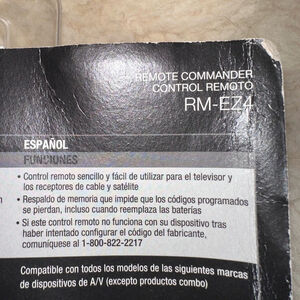 REMOTE COMMANDER
CONTROL REMOTO
RM-EZ4
ESPAÑOL
FUNCIONES
• Control remoto sencillo y fácil de utilizar para el televisor y
los receptores de cable y satélite
• Respaldo de memoria que impide que los códigos programados
se pierdan, incluso cuando reemplaza las baterías
• Si este control remoto no funciona con su dispositivo tras
haber intentado configurar el código del fabricante,
comuníquese al 1-800-822-2217
Compatible con todos los modelos de las siguientes marcas
de dispositivos de A/V (excepto productos combo)